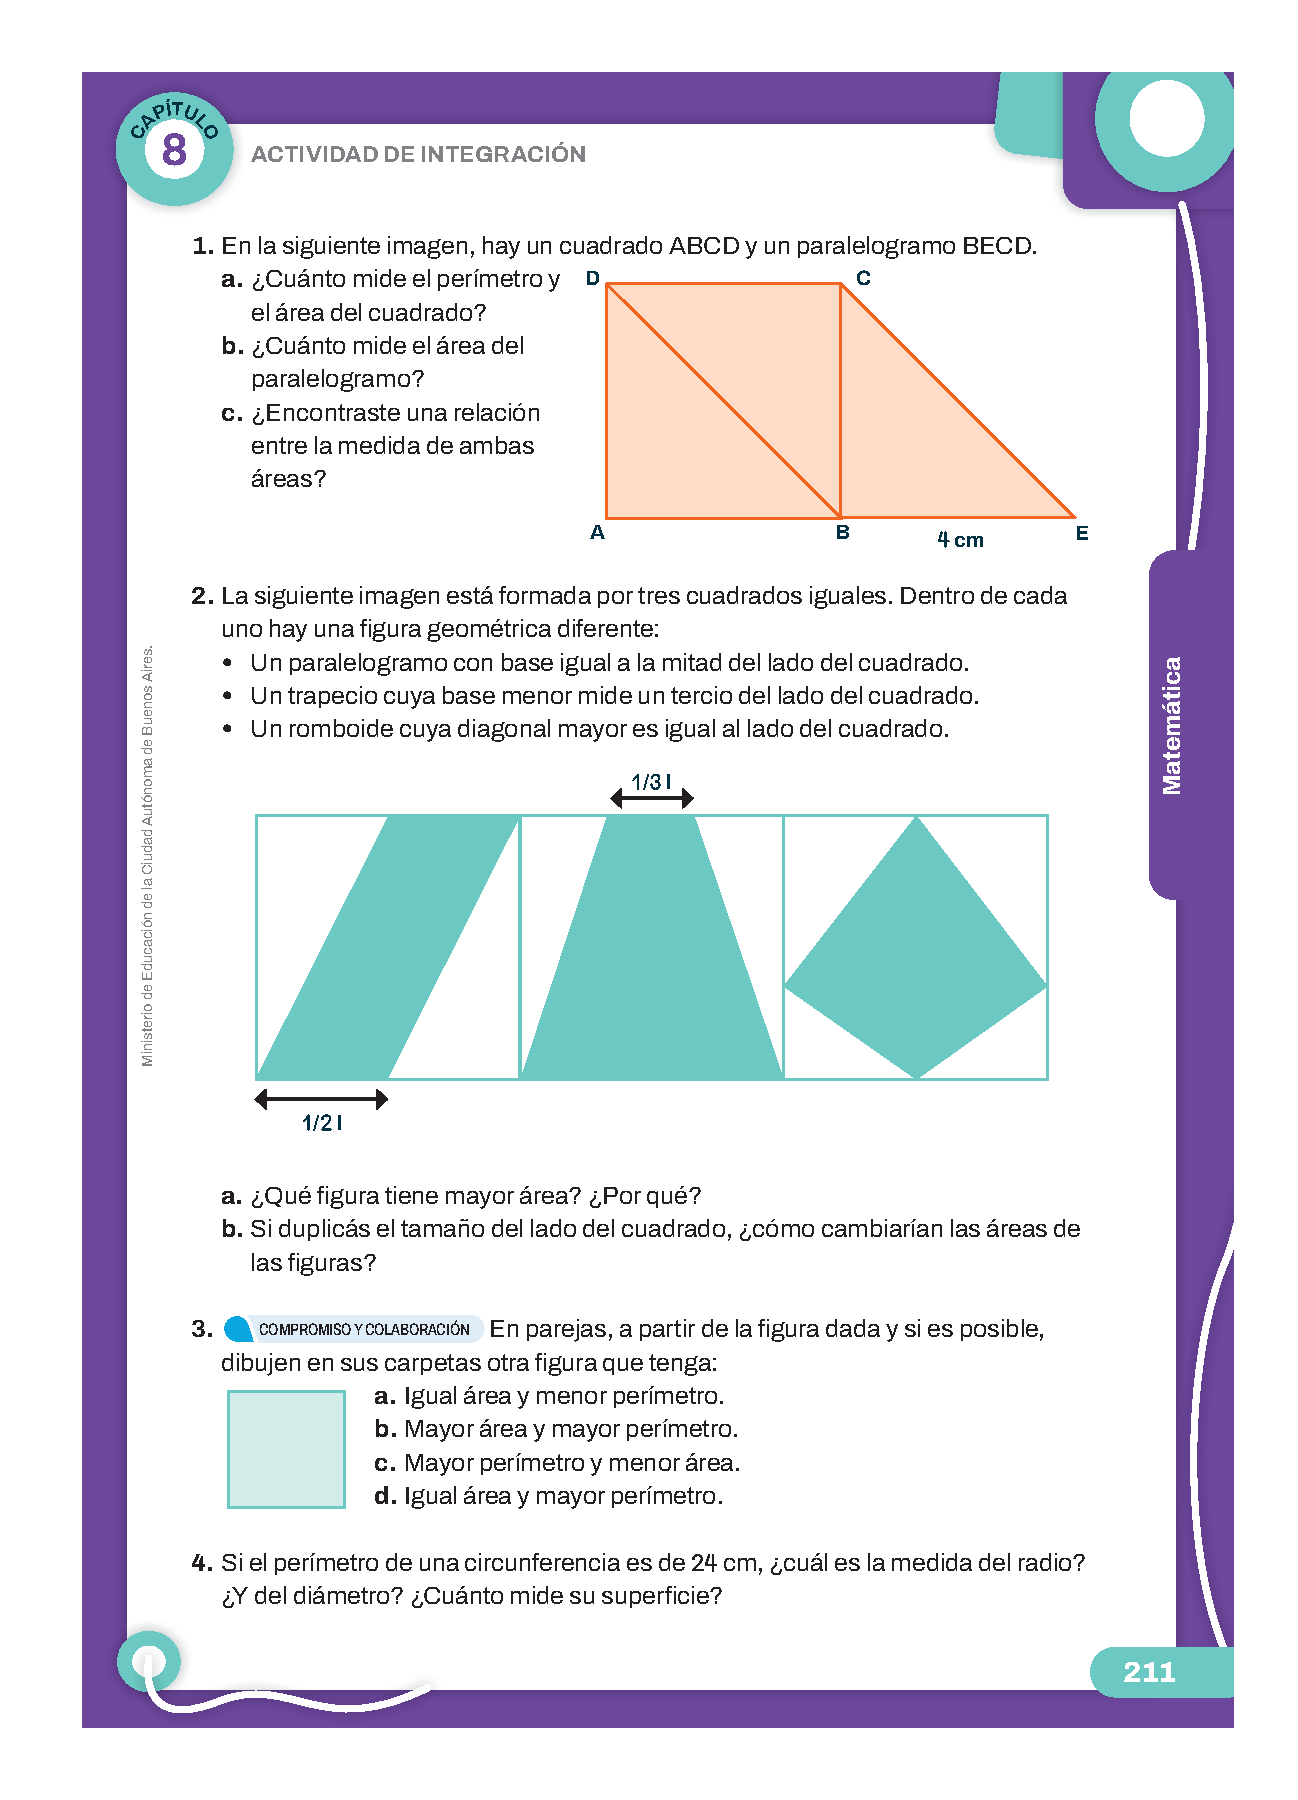 CAPÍTULO
8
ACTIVIDAD DE INTEGRACIÓN
1. En la siguiente imagen, hay un cuadrado ABCD y un paralelogramo BECD.
a. ¿Cuánto mide el perímetro y
el área del cuadrado?
b. ¿Cuánto mide el área del
paralelogramo?
c. ¿Encontraste una relación
entre la medida de ambas
áreas?
D
C
A
B
4 cm
E
2. La siguiente imagen está formada por tres cuadrados iguales. Dentro de cada
uno hay una figura geométrica diferente:
• Un paralelogramo con base igual a la mitad del lado del cuadrado.
• Un trapecio cuya base menor mide un tercio del lado del cuadrado.
• Un romboide cuya diagonal mayor es igual al lado del cuadrado.
1/3 l
1/2 l
a. ¿Qué figura tiene mayor área? ¿Por qué?
b. Si duplicás el tamaño del lado del cuadrado, ¿cómo cambiarían las áreas de
las figuras?
3. COMPROMISO Y COLABORACIÓN En parejas, a partir de la figura dada y si es posible,
dibujen en sus carpetas otra figura que tenga:
a. Igual área y menor perímetro.
b. Mayor área y mayor perímetro.
c. Mayor perímetro y menor área.
d. Igual área y mayor perímetro.
4. Si el perímetro de una circunferencia es de 24 cm, ¿cuál es la medida del radio?
¿Y del diámetro? ¿Cuánto mide su superficie?
Ministerio de Educación de la Ciudad Autónoma de Buenos Aires.
Matemática
211